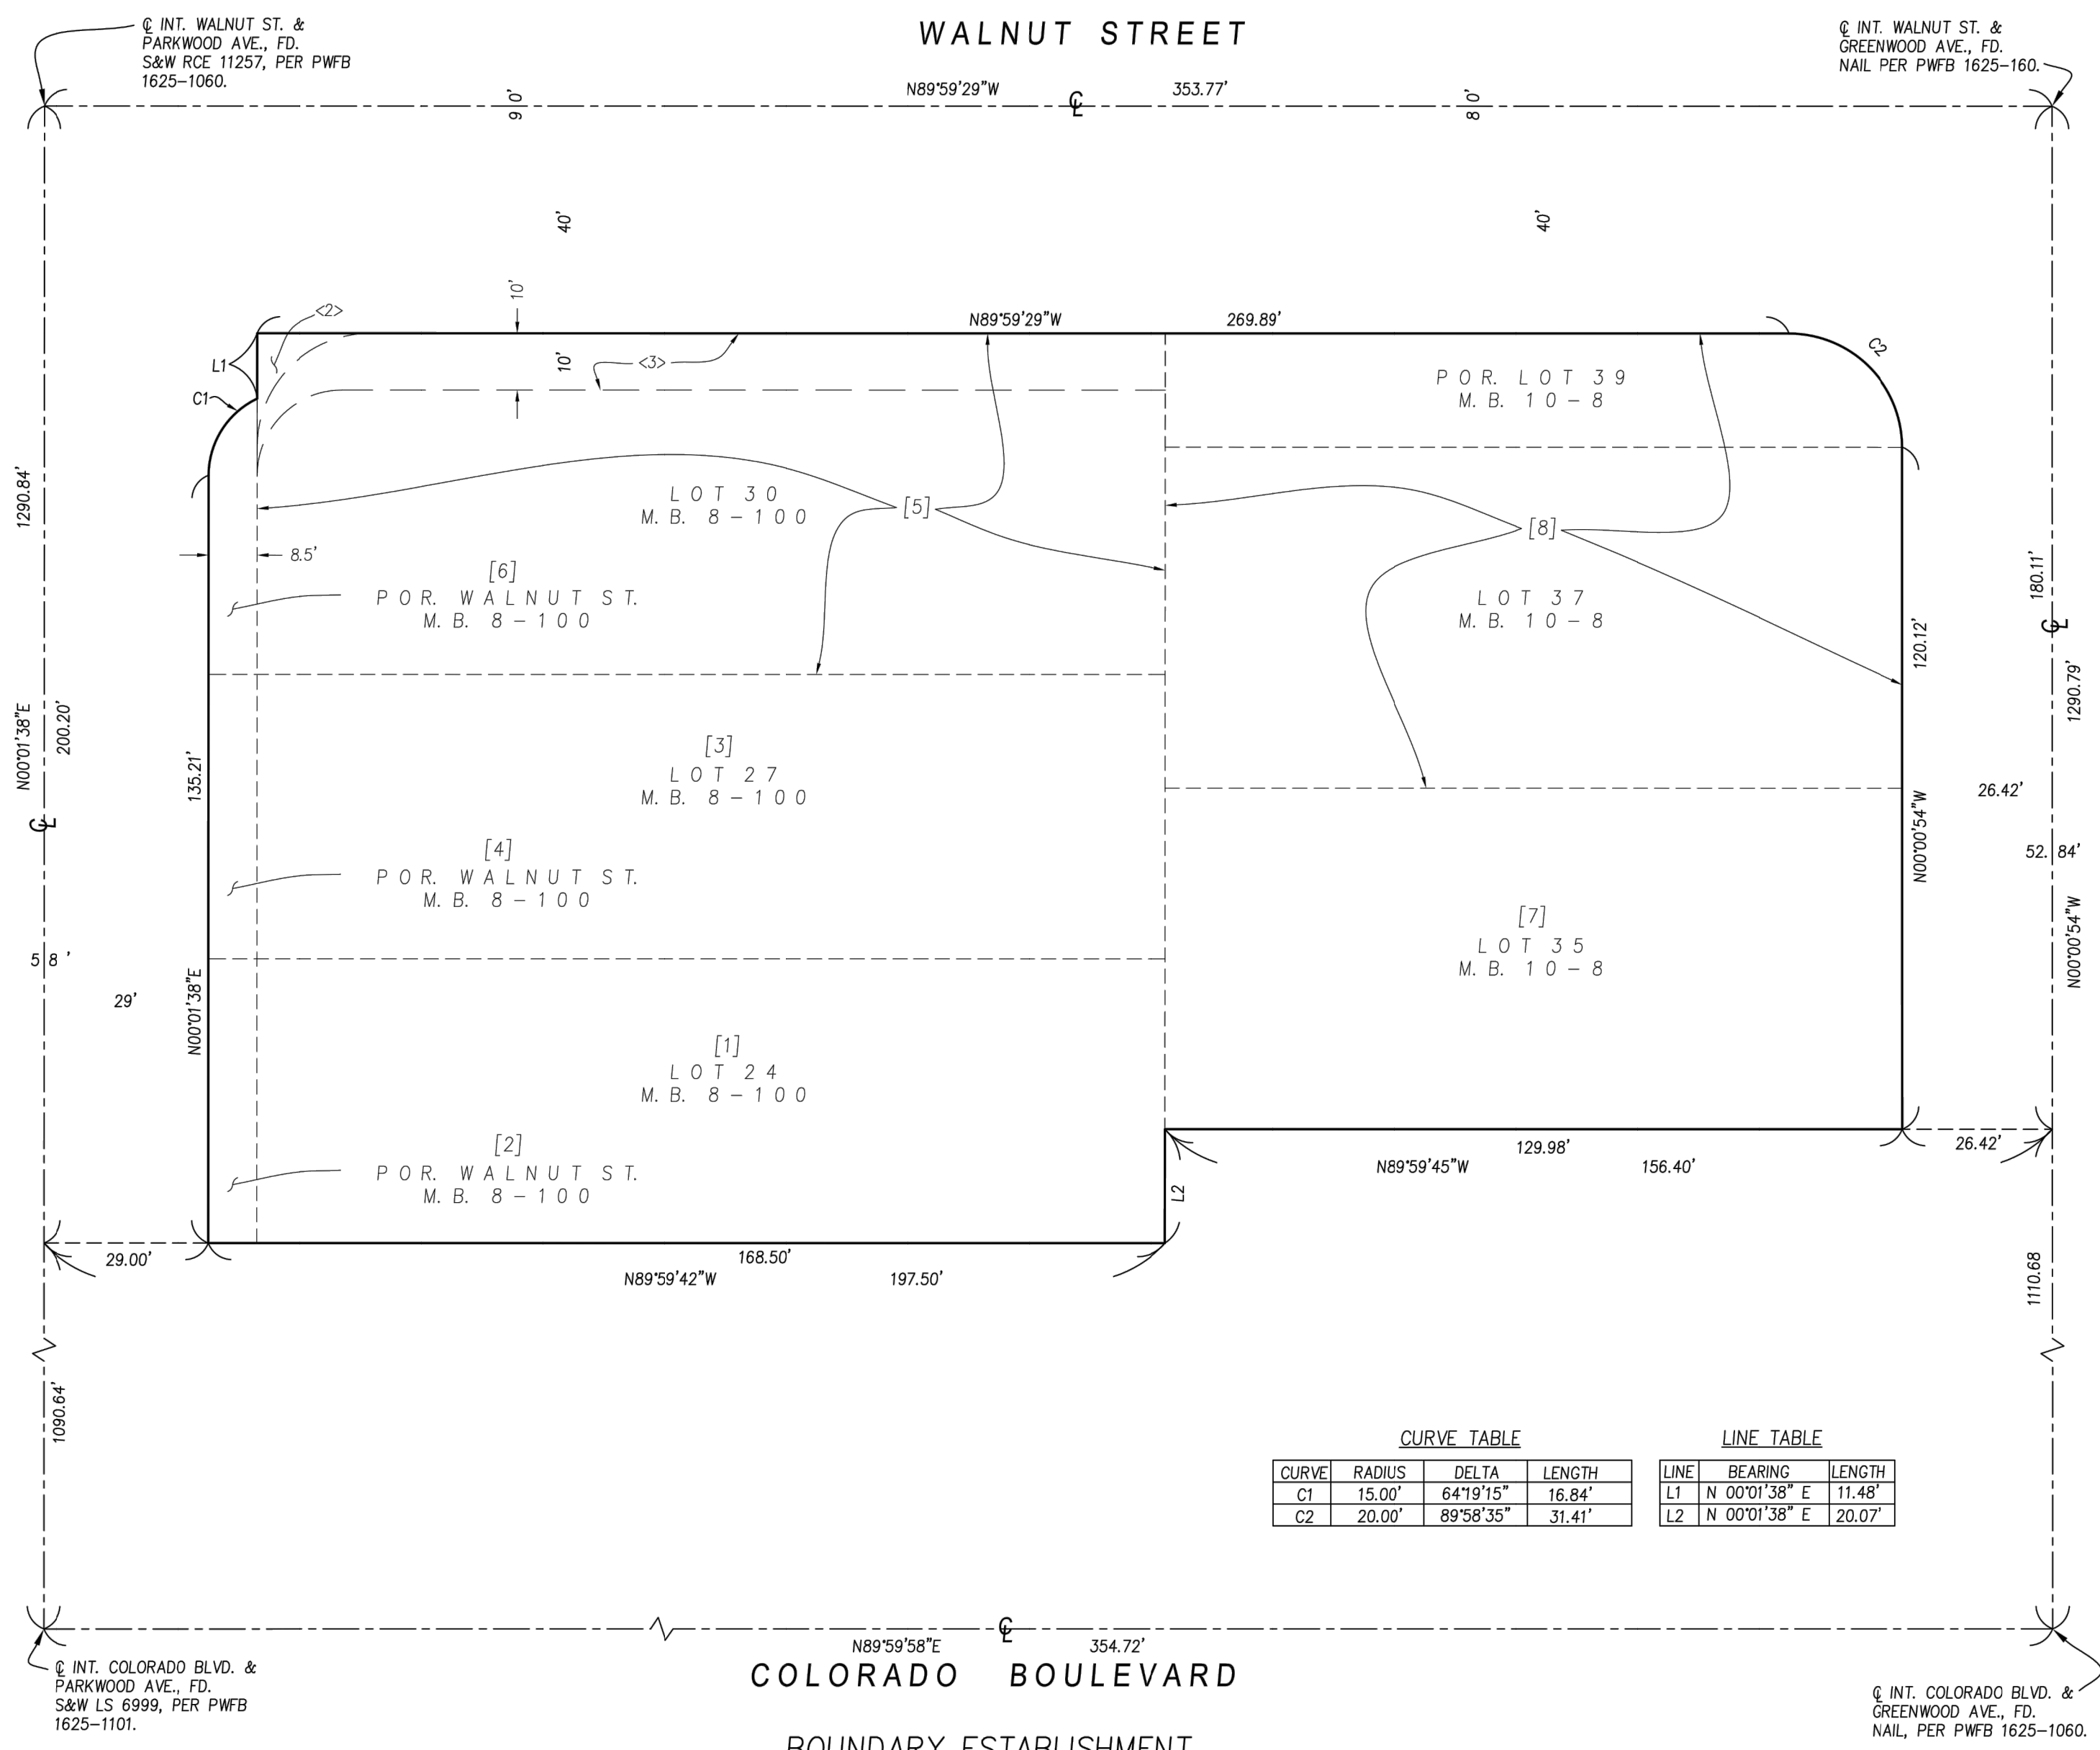 WALNUT STREET
℄ INT. WALNUT ST. &
PARKWOOD AVE., FD.
S&W RCE 11257, PER PWFB
1625-1060.
℄ INT. WALNUT ST. &
GREENWOOD AVE., FD.
NAIL PER PWFB 1625-160.
N89°59'29"W 353.77'
℄
90'
80'
40'
40'
10'
<2>
N89°59'29"W 269.89'
L1
10'
<3>
C2
C1
POR. LOT 39
M.B. 10-8
1290.84'
LOT 30
M.B. 8-100
[5]
[8]
8.5'
[6]
POR. WALNUT ST.
M.B. 8-100
LOT 37
M.B. 10-8
180.11'
℄
120.12'
1290.79'
N00°01'38"E
200.20'
135.21'
[3]
LOT 27
M.B. 8-100
26.42'
℄
[4]
POR. WALNUT ST.
M.B. 8-100
N00°00'54"W
52.84'
N00°00'54"W
[7]
LOT 35
M.B. 10-8
58'
29'
N00°01'38"E
[1]
LOT 24
M.B. 8-100
[2]
POR. WALNUT ST.
M.B. 8-100
129.98'
26.42'
N89°59'45"W 156.40'
L2
29.00'
168.50'
N89°59'42"W 197.50'
1110.68
1090.64'
CURVE TABLE
CURVE RADIUS DELTA LENGTH
C1 15.00' 64°19'15" 16.84'
C2 20.00' 89°58'35" 31.41'
LINE TABLE
LINE BEARING LENGTH
L1 N 00°01'38" E 11.48'
L2 N 00°01'38" E 20.07'
℄
N89°59'58"E 354.72'
COLORADO BOULEVARD
℄ INT. COLORADO BLVD. &
PARKWOOD AVE., FD.
S&W LS 6999, PER PWFB
1625-1101.
℄ INT. COLORADO BLVD. &
GREENWOOD AVE., FD.
NAIL, PER PWFB 1625-1060.
BOUNDARY ESTABLISHMENT